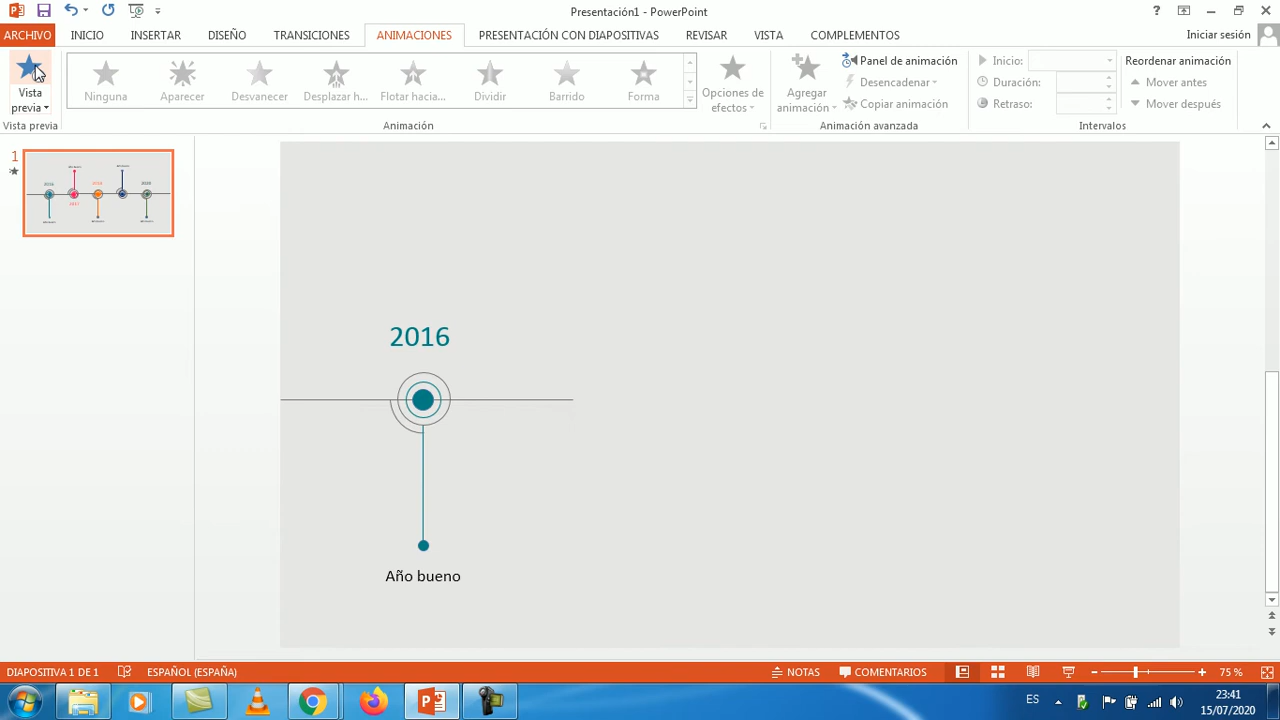 Presentación1 - PowerPoint
?
ARCHIVO INICIO INSERTAR DISEÑO TRANSICIONES ANIMACIONES PRESENTACIÓN CON DIAPOSITIVAS REVISAR VISTA COMPLEMENTOS Iniciar sesión
Vista
previa
Ninguna Aparecer Desvanecer Desplazar h... Flotar hacia... Dividir Barrido Forma
Opciones de
efectos
Agregar
animación
Panel de animación
Desencadenar
Copiar animación
Inicio:
Duración:
Retraso:
Reordenar animación
Mover antes
Mover después
Vista previa Animación Animación avanzada Intervalos
1
2016
Año bueno
DIAPOSITIVA 1 DE 1 ESPAÑOL (ESPAÑA) NOTAS COMENTARIOS 75 %
ES
23:41
15/07/2020